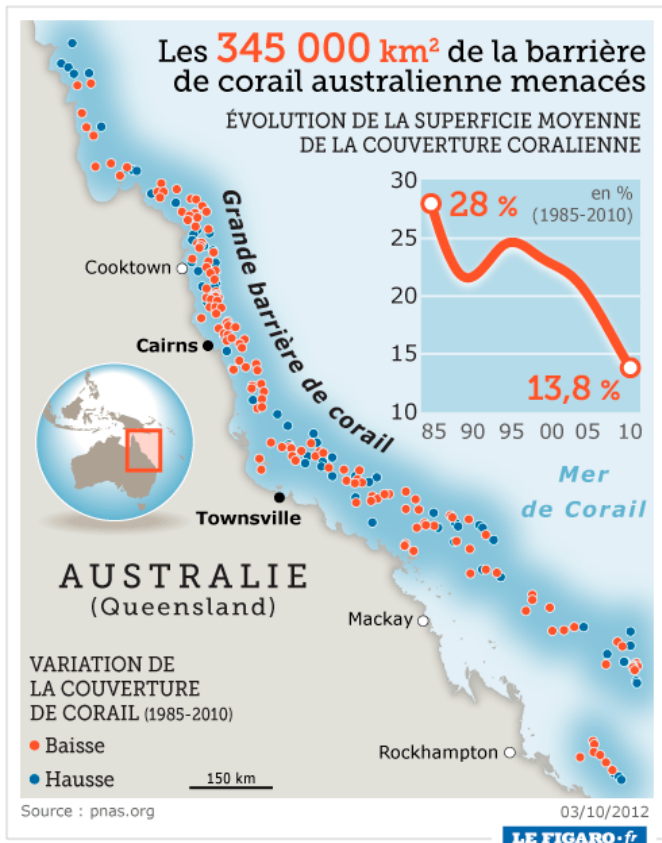 Les 345 000 km² de la barrière
de corail australienne menacés
ÉVOLUTION DE LA SUPERFICIE MOYENNE
DE LA COUVERTURE CORALIENNE
30
25
20
15
10
28 %
en %
(1985-2010)
13,8 %
85 90 95 00 05 10
Grande barrière de corail
Cooktown
Cairns
Townsville
Mer
de Corail
AUSTRALIE
(Queensland)
Mackay
Rockhampton
VARIATION DE
LA COUVERTURE
DE CORAIL (1985-2010)
Baisse
Hausse
150 km
Source : pnas.org
03/10/2012
LE FIGARO·fr